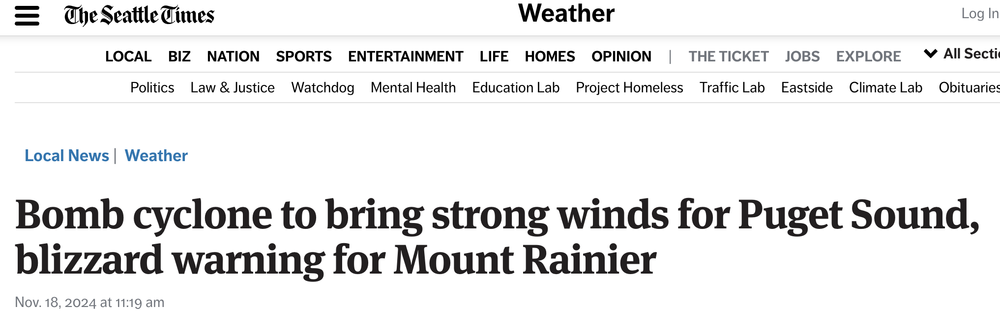 The Seattle Times
Weather
Log In
LOCAL BIZ NATION SPORTS ENTERTAINMENT LIFE HOMES OPINION | THE TICKET JOBS EXPLORE All Secti
Politics Law & Justice Watchdog Mental Health Education Lab Project Homeless Traffic Lab Eastside Climate Lab Obituaries
Local News | Weather
Bomb cyclone to bring strong winds for Puget Sound,
blizzard warning for Mount Rainier
Nov. 18, 2024 at 11:19 am